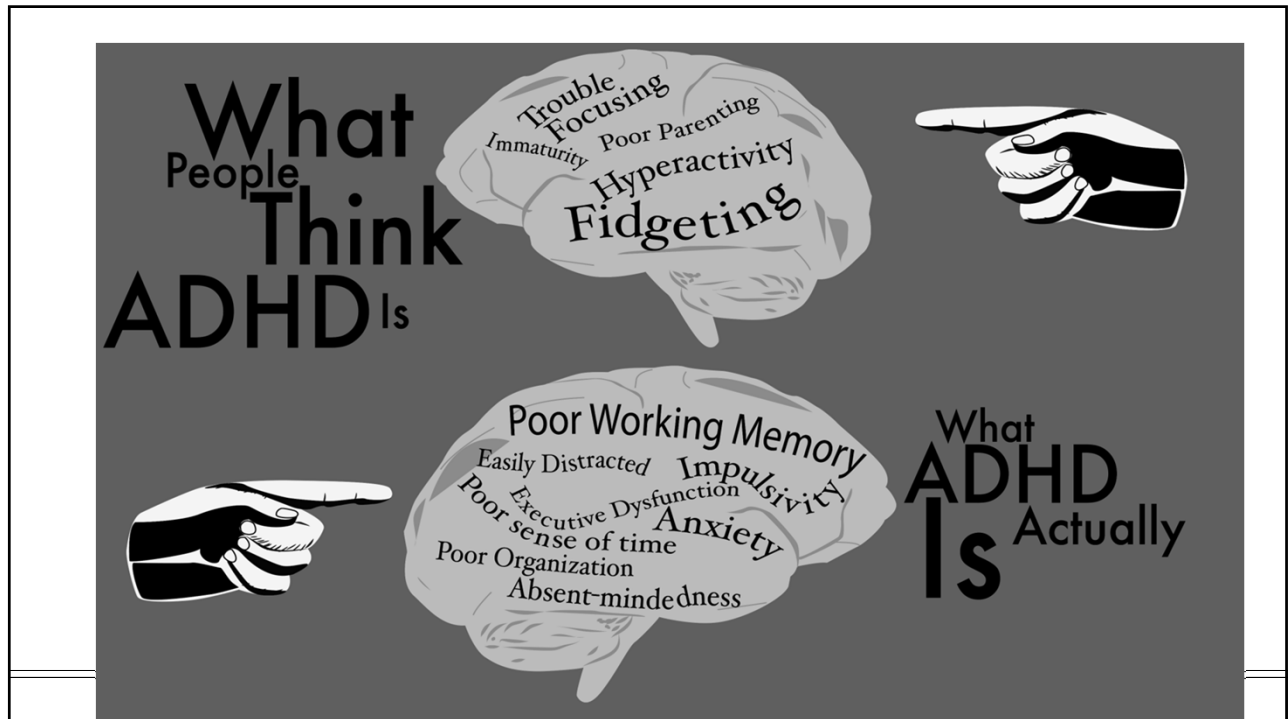 What
People
Think
ADHD Is
Trouble
Focusing
Immaturity
Poor Parenting
Hyperactivity
Fidgeting
Poor Working Memory
Easily Distracted
Impulsivity
Executive Dysfunction
Poor sense of time
Anxiety
Poor Organization
Absent-mindedness
What
ADHD
Is Actually